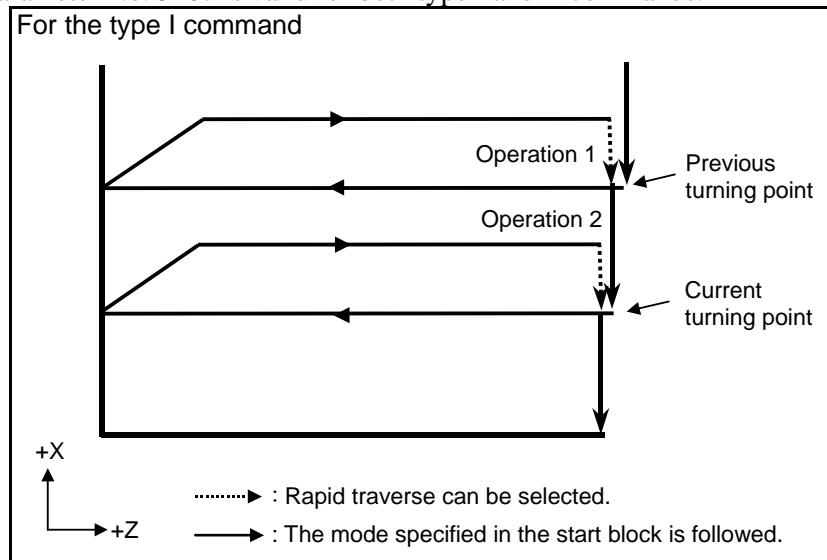 For the type I command
Operation 1
Previous
turning point
Operation 2
Current
turning point
+X
+Z
: Rapid traverse can be selected.
: The mode specified in the start block is followed.